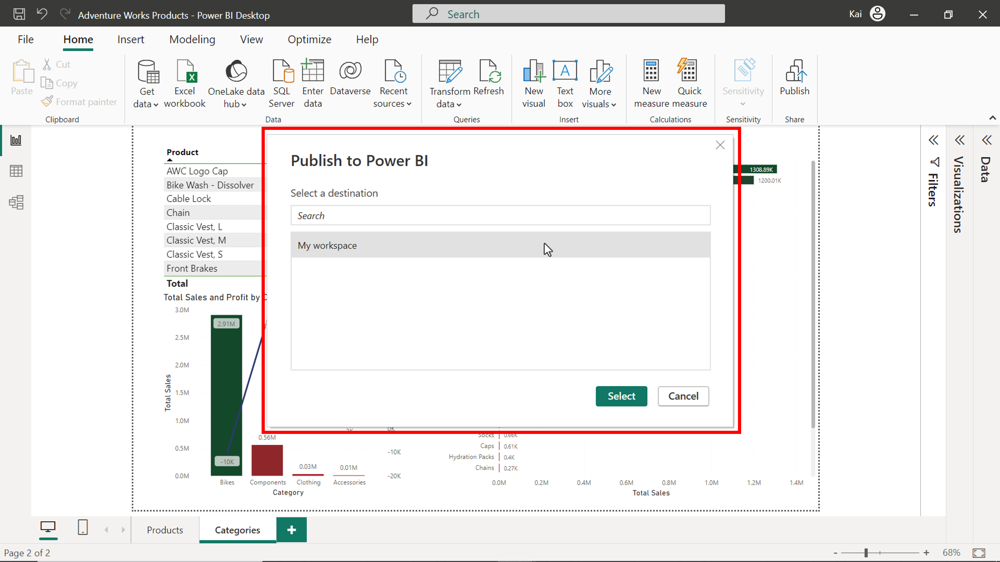 Adventure Works Products - Power BI Desktop
Search
Kai
File
Home
Insert
Modeling
View
Optimize
Help
Paste
Cut
Copy
Format painter
Clipboard
Get data
Excel workbook
OneLake data hub
SQL Server
Enter data
Dataverse
Recent sources
Data
Transform data
Refresh
Queries
New visual
Text box
More visuals
Insert
New measure
Quick measure
Calculations
Sensitivity
Sensitivity
Publish
Share
Product
AWC Logo Cap
Bike Wash - Dissolver
Cable Lock
Chain
Classic Vest, L
Classic Vest, M
Classic Vest, S
Front Brakes
Total
Publish to Power BI
Select a destination
Search
My workspace
Select
Cancel
1308.89K
1200.01K
Filters
Visualizations
Data
Total Sales and Profit by
3.0M
2.5M
2.0M
1.5M
1.0M
0.5M
0.0M
Total Sales
2.91M
-10K
0.56M
0.03M
0.01M
0K
-10K
-20K
Bikes
Components
Clothing
Accessories
Category
Socks 0.66K
Caps 0.61K
Hydration Packs 0.4K
Chains 0.27K
0.0M
0.2M
0.4M
0.6M
0.8M
1.0M
1.2M
1.4M
Total Sales
Products
Categories
Page 2 of 2
68%